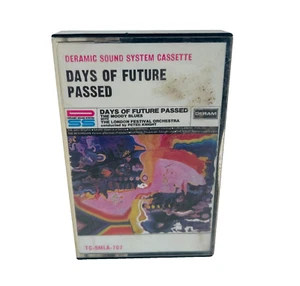 DERAMIC SOUND SYSTEM CASSETTE
DAYS OF FUTURE
PASSED
DAYS OF FUTURE PASSED
THE MOODY BLUES
with
THE LONDON FESTIVAL ORCHESTRA
conducted by PETER KNIGHT
DERAM